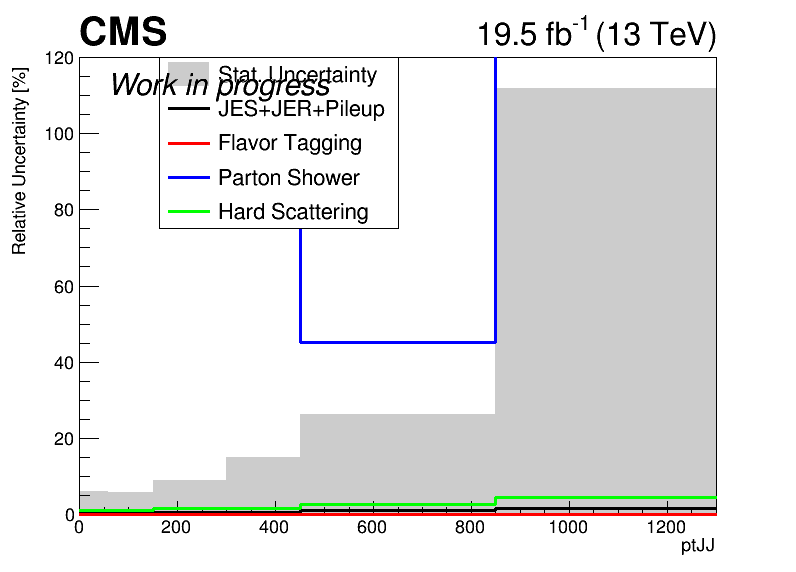 CMS
19.5 fb-1 (13 TeV)
Work in progress
Stat. Uncertainty
JES+JER+Pileup
Flavor Tagging
Parton Shower
Hard Scattering
Relative Uncertainty [%]
120
100
80
60
40
20
0
0 200 400 600 800 1000 1200
ptJJ